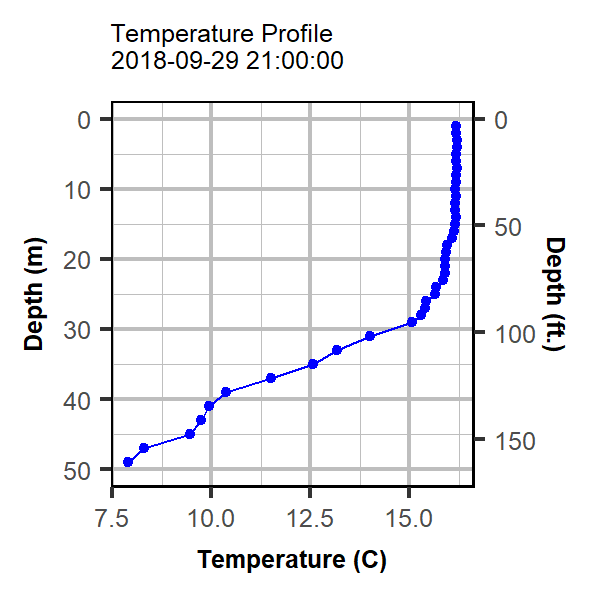 Temperature Profile
2018-09-29 21:00:00
0
10
20
30
40
50
Depth (m)
0
50
100
150
Depth (ft.)
7.5 10.0 12.5 15.0
Temperature (C)